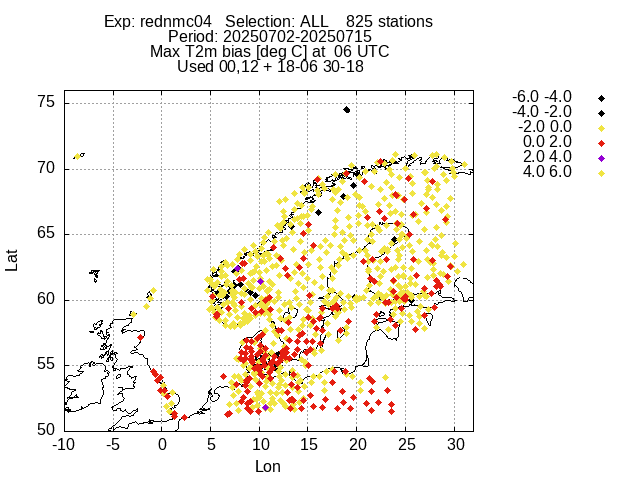 Exp: rednmc04   Selection: ALL    825 stations
Period: 20250702-20250715
Max T2m bias [deg C] at  06 UTC
Used 00,12 + 18-06 30-18
-6.0 -4.0
-4.0 -2.0
-2.0 0.0
0.0 2.0
2.0 4.0
4.0 6.0
75
70
65
60
55
50
Lat
-10 -5 0 5 10 15 20 25 30
Lon